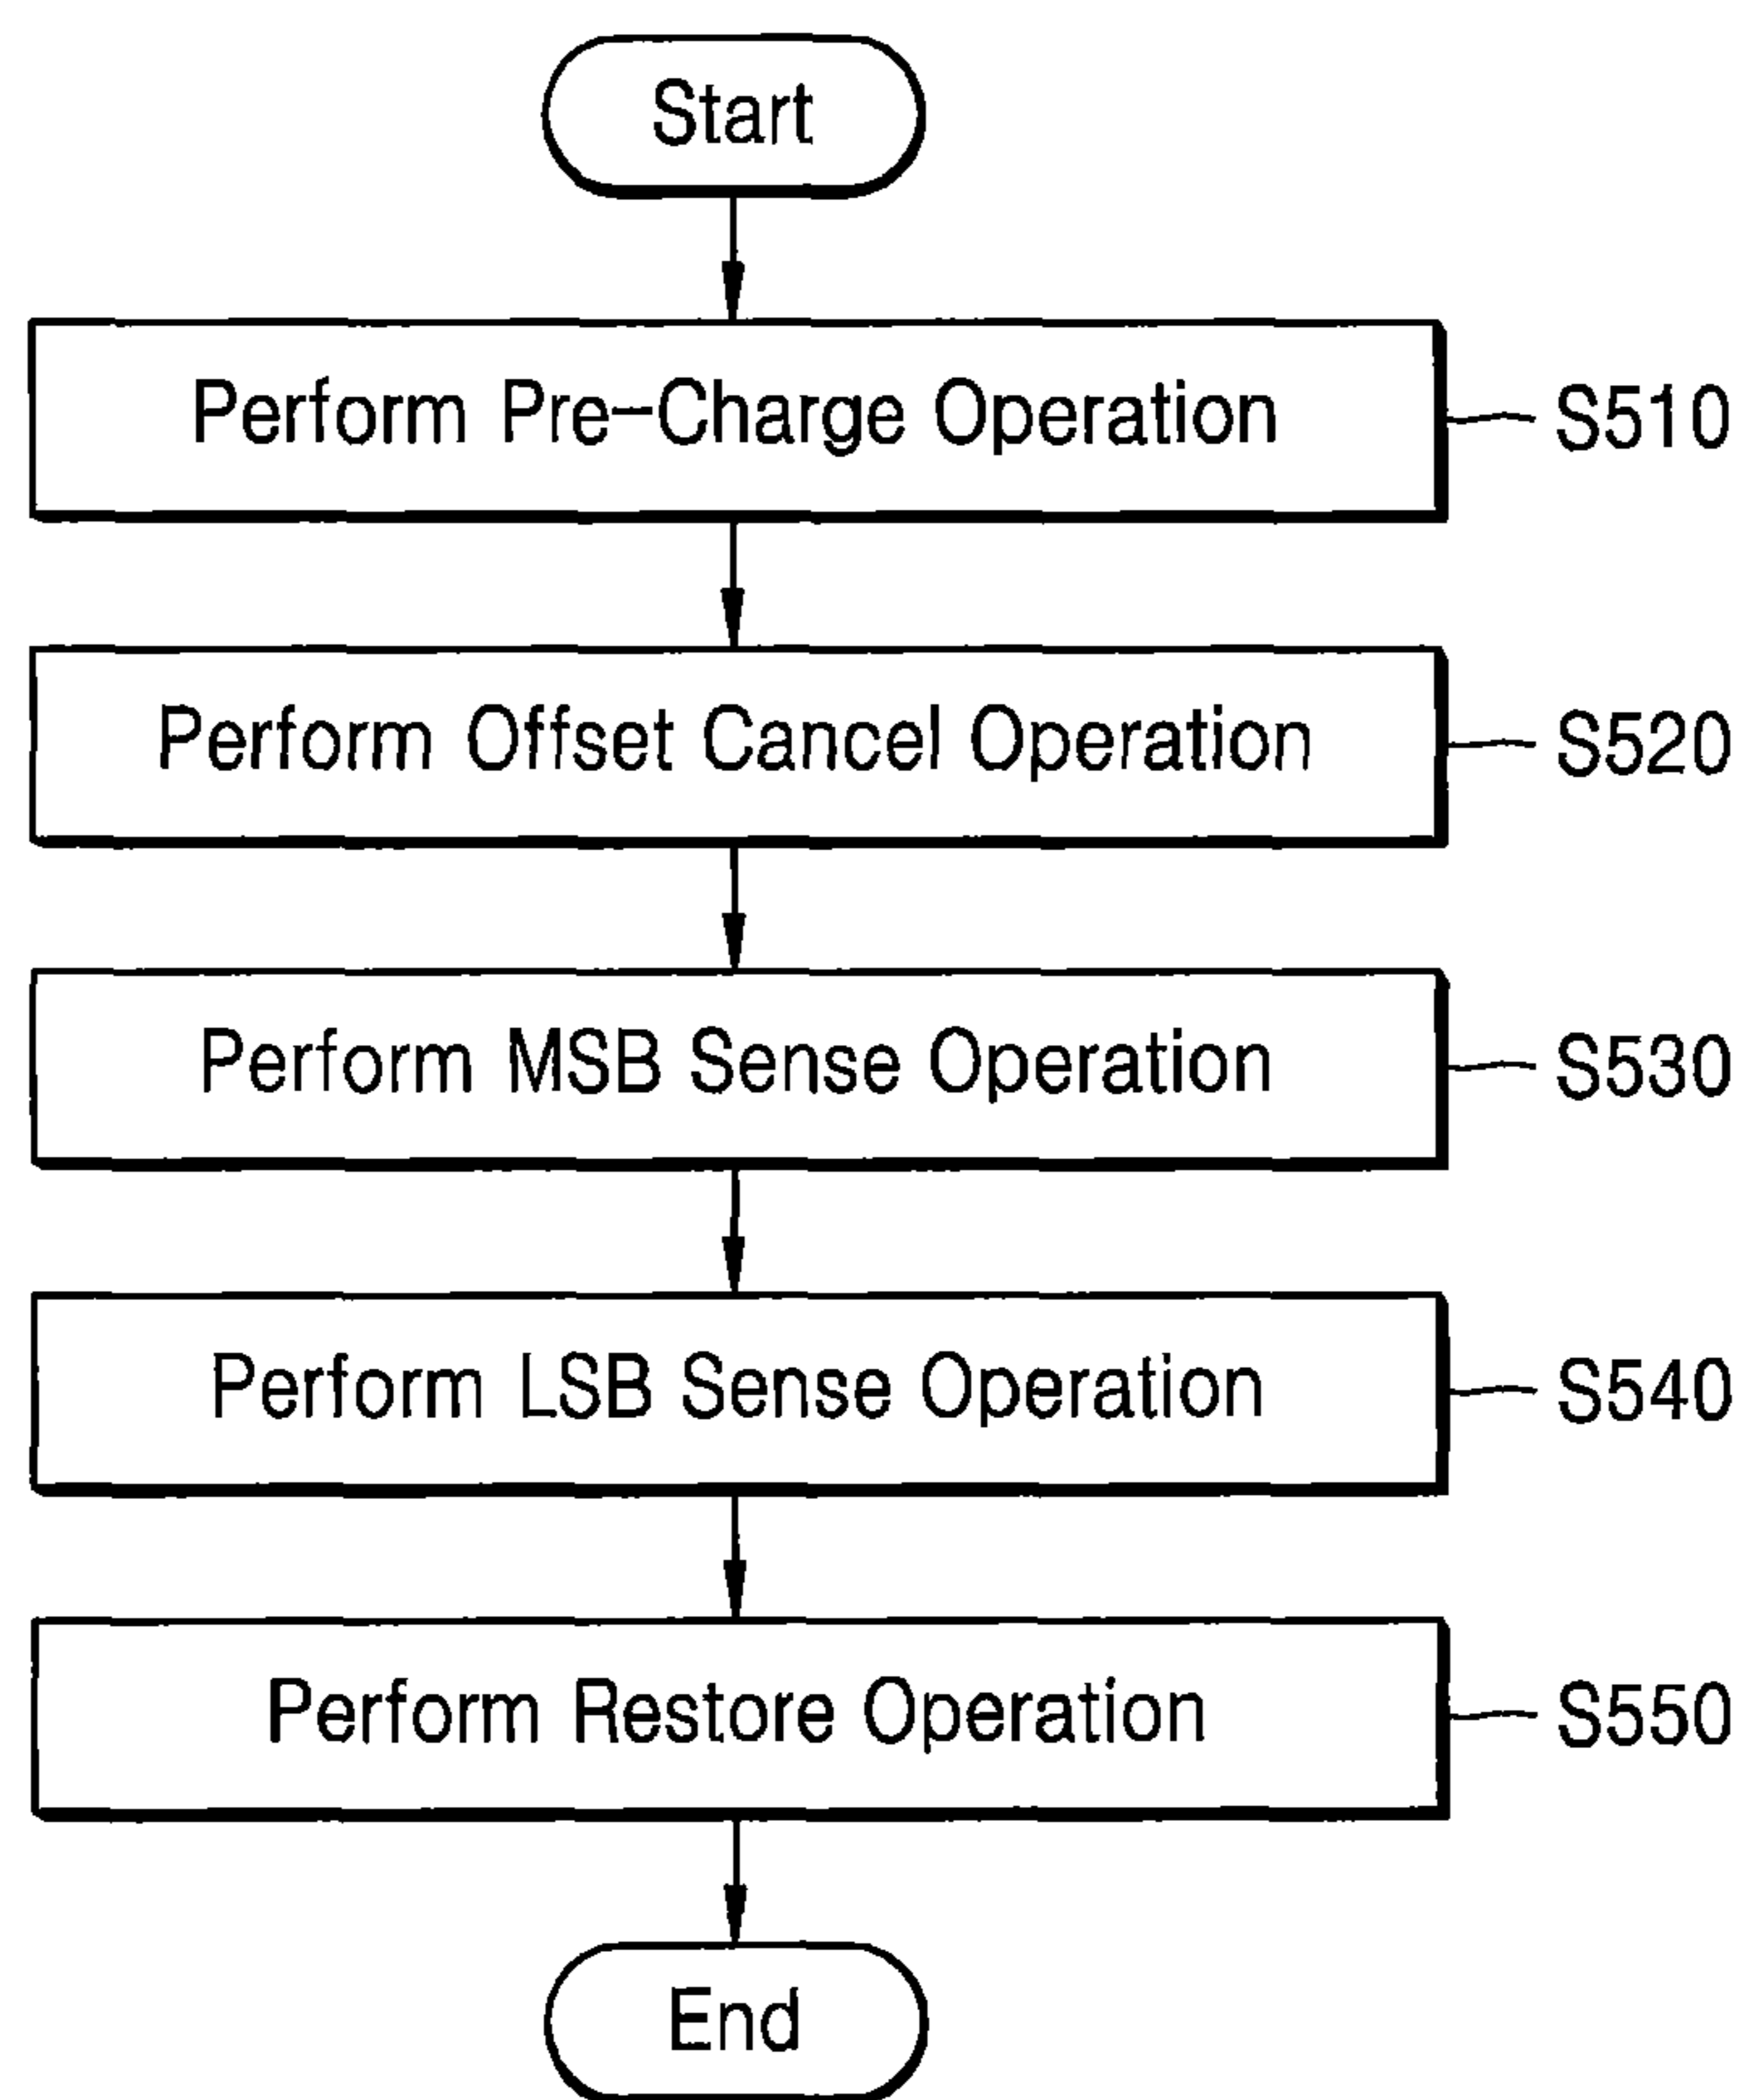 Start
Perform Pre-Charge Operation
S510
Perform Offset Cancel Operation
S520
Perform MSB Sense Operation
S530
Perform LSB Sense Operation
S540
Perform Restore Operation
S550
End